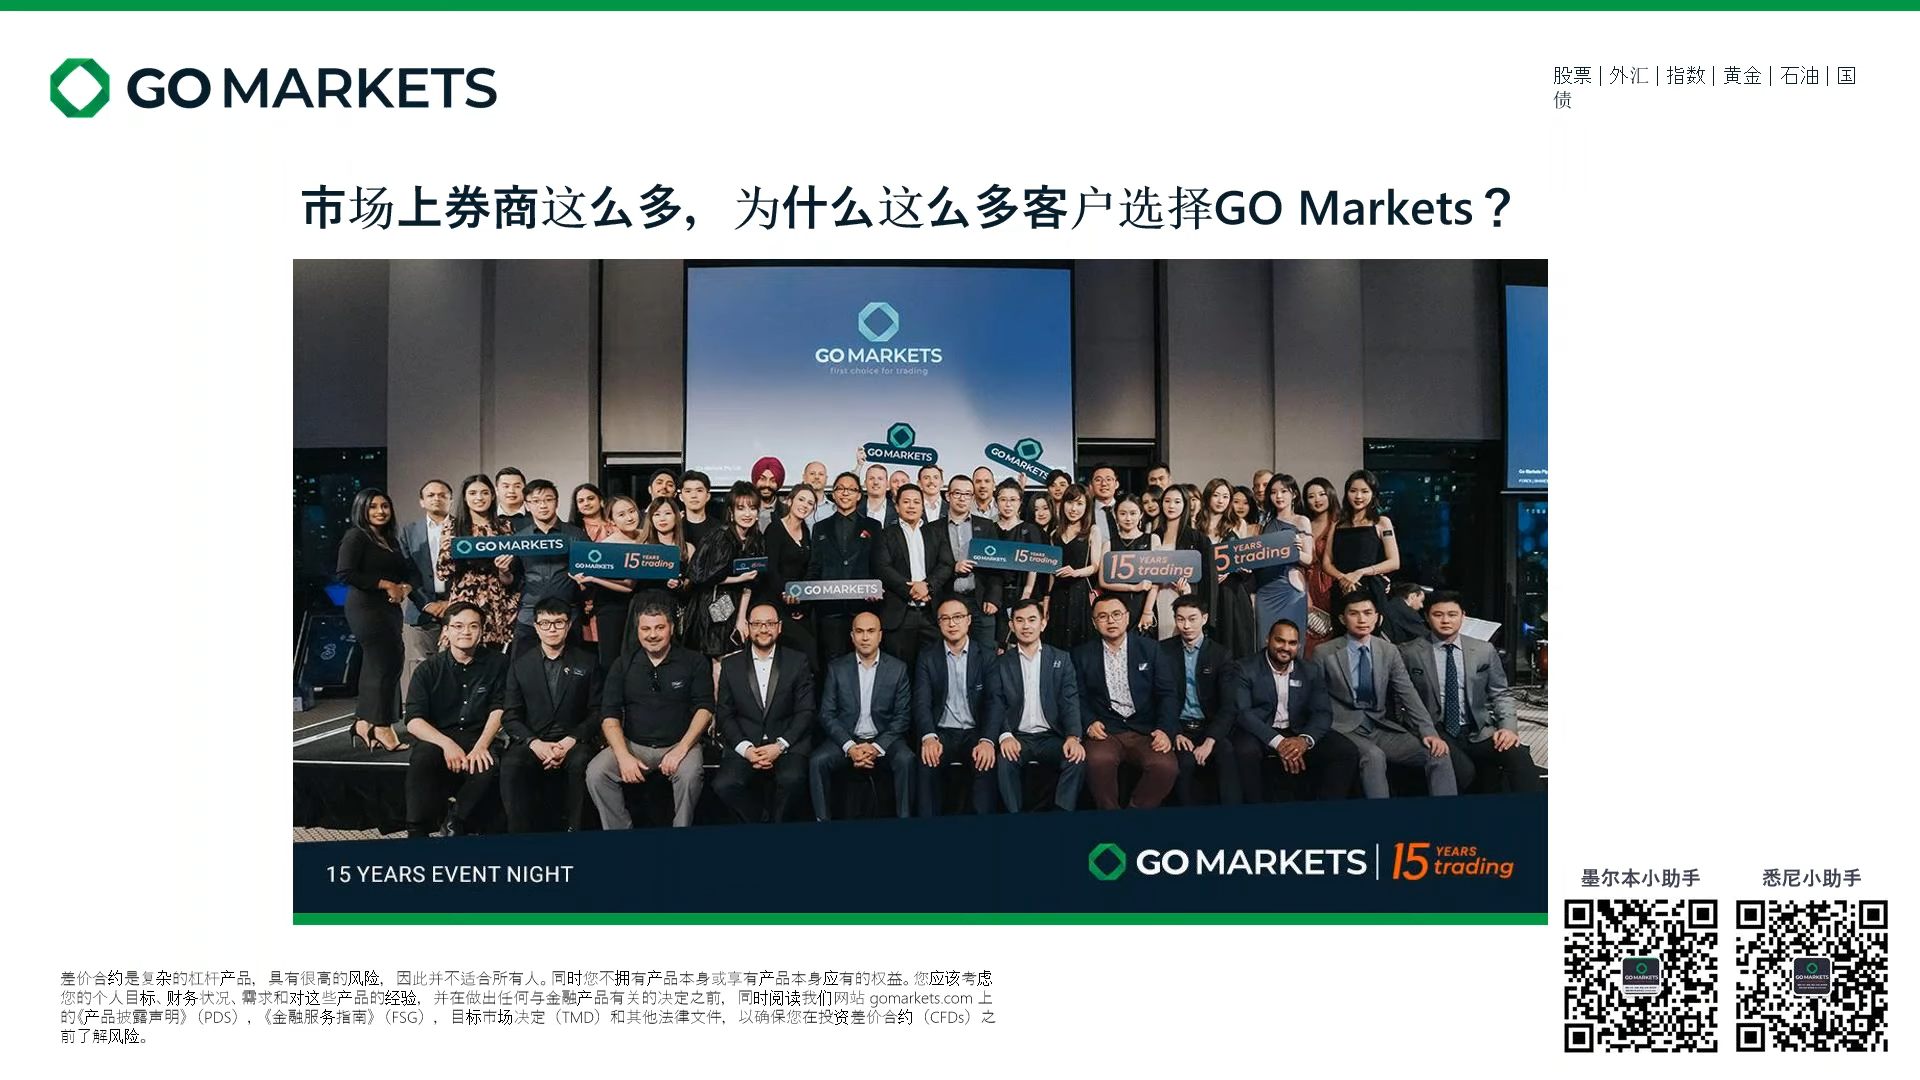 GO MARKETS
股票 | 外汇 | 指数 | 黄金 | 石油 | 国
债
市场上券商这么多，为什么这么多客户选择GO Markets？
GO MARKETS
first choice for trading
GO MARKETS
GO MARKETS
GO MARKETS
GO MARKETS 15 YEARS trading
GO MARKETS
GO MARKETS 15 YEARS trading
15 YEARS trading
5 YEARS trading
15 YEARS EVENT NIGHT
GO MARKETS | 15 YEARS trading
墨尔本小助手
悉尼小助手
差价合约是复杂的杠杆产品，具有很高的风险，因此并不适合所有人。同时您不拥有产品本身或享有产品本身应有的权益。您应该考虑
您的个人目标、财务状况、需求和对这些产品的经验，并在做出任何与金融产品有关的决定之前，同时阅读我们网站 gomarkets.com 上
的《产品披露声明》（PDS），《金融服务指南》（FSG），目标市场决定（TMD）和其他法律文件，以确保您在投资差价合约（CFDs）之
前了解风险。